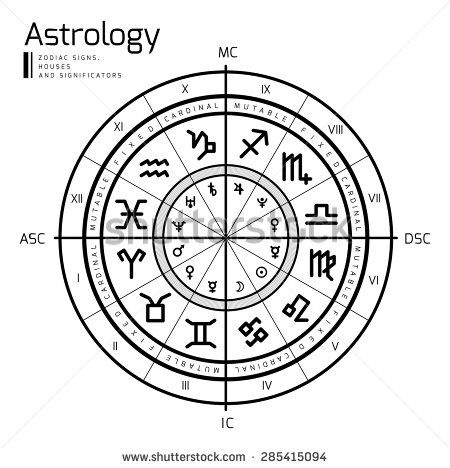 Astrology
ZODIAC SIGNS,
HOUSES
AND SIGNIFICATORS
MC
X
IX
XI
VIII
XII
VII
ASC
DSC
I
VI
II
V
III
IV
IC
CARDINAL
MUTABLE
FIXED
CARDINAL
MUTABLE
FIXED
CARDINAL
MUTABLE
FIXED
CARDINAL
MUTABLE
FIXED
shutterstock
www.shutterstock.com · 285415094